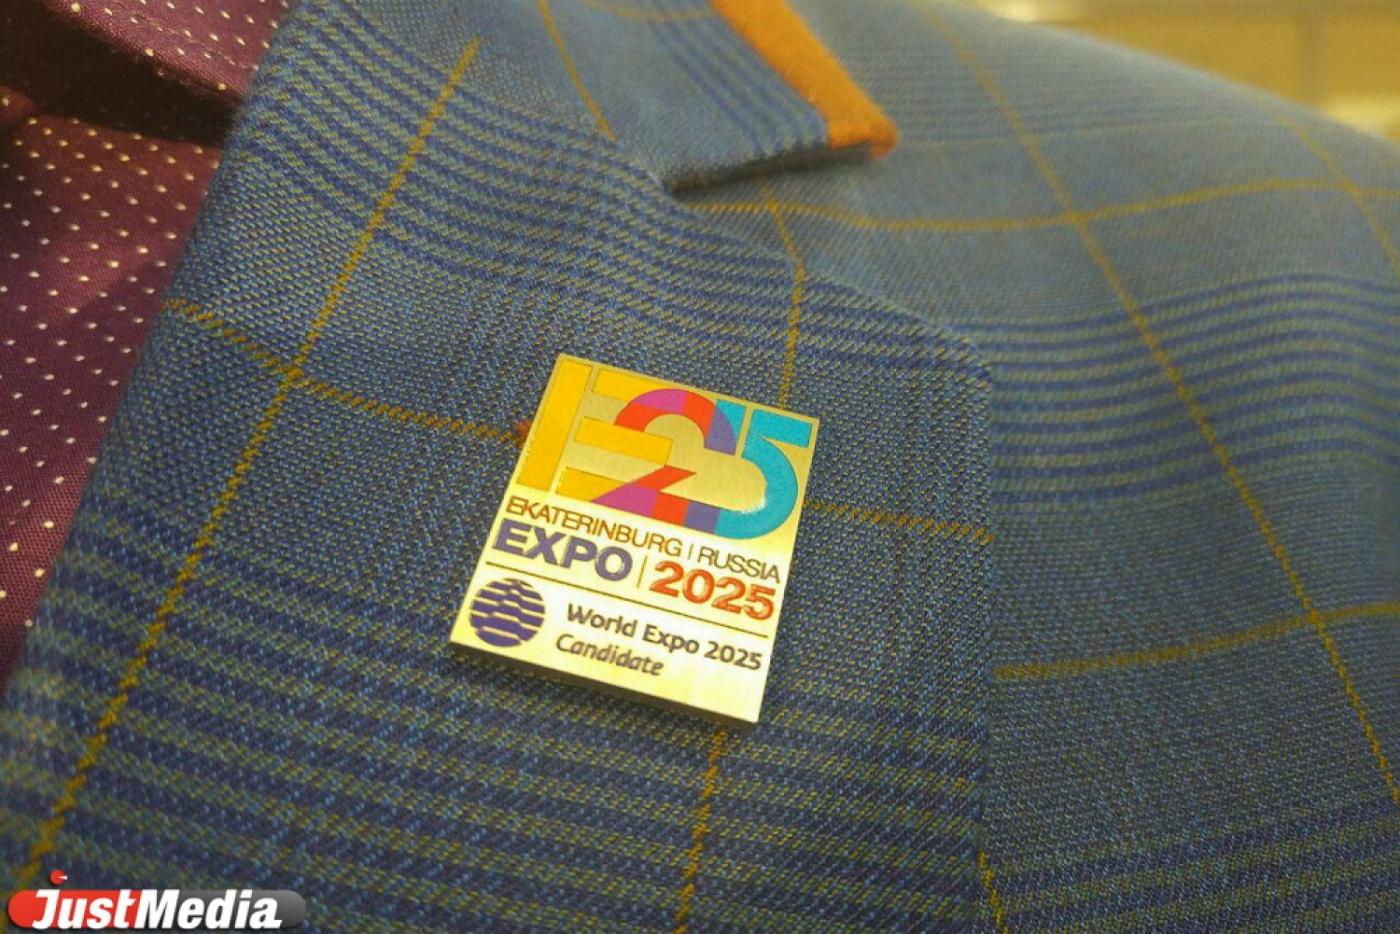 E25
EKATERINBURG | RUSSIA
EXPO | 2025
World Expo 2025
Candidate
JustMedia